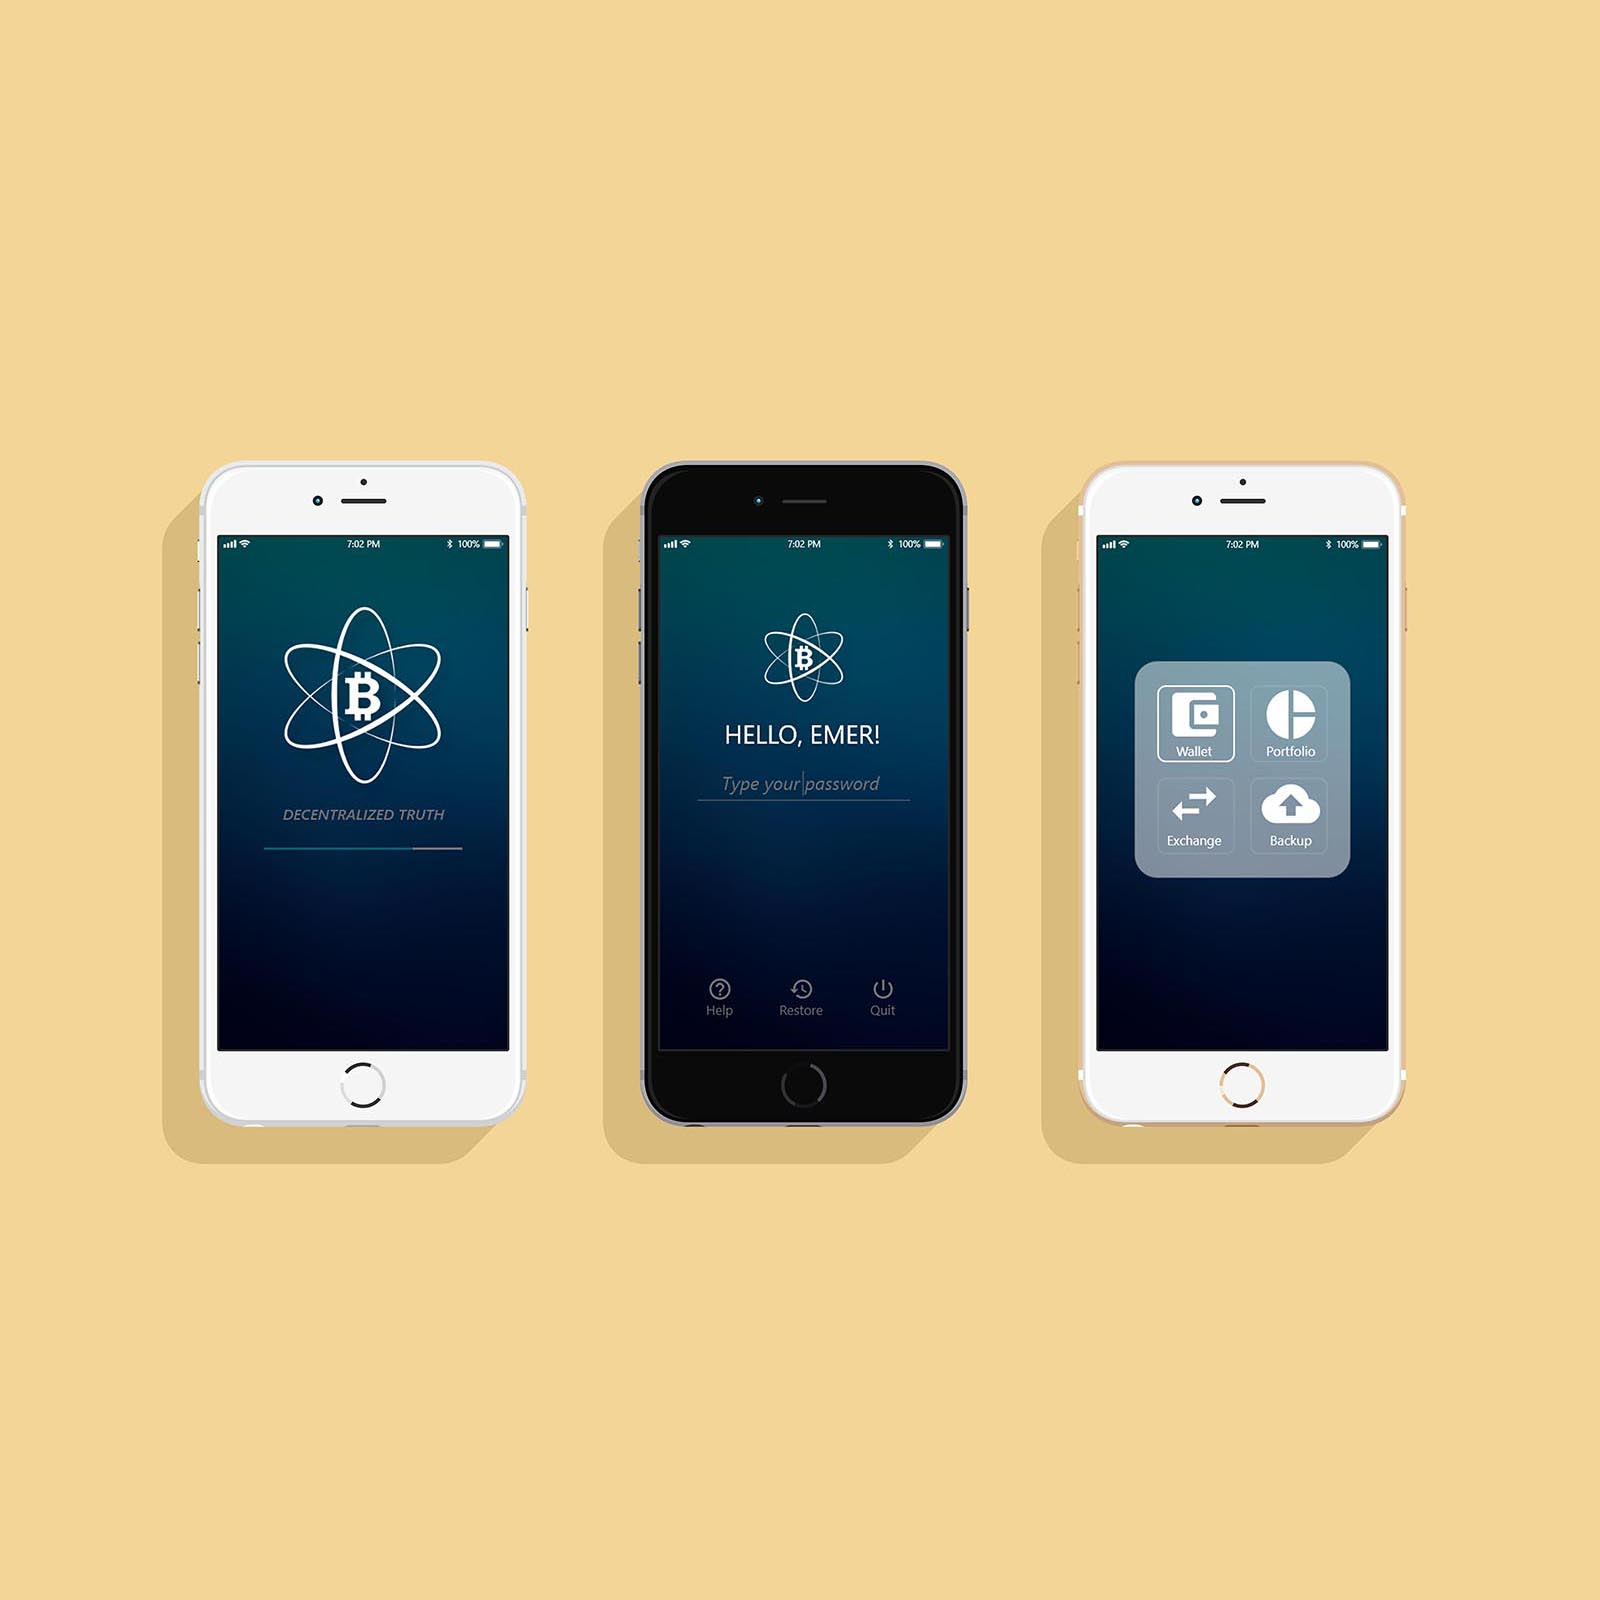 7:02 PM
100%
B
DECENTRALIZED TRUTH
7:02 PM
100%
B
HELLO, EMER!
Type your password
Help
Restore
Quit
7:02 PM
100%
Wallet
Portfolio
Exchange
Backup